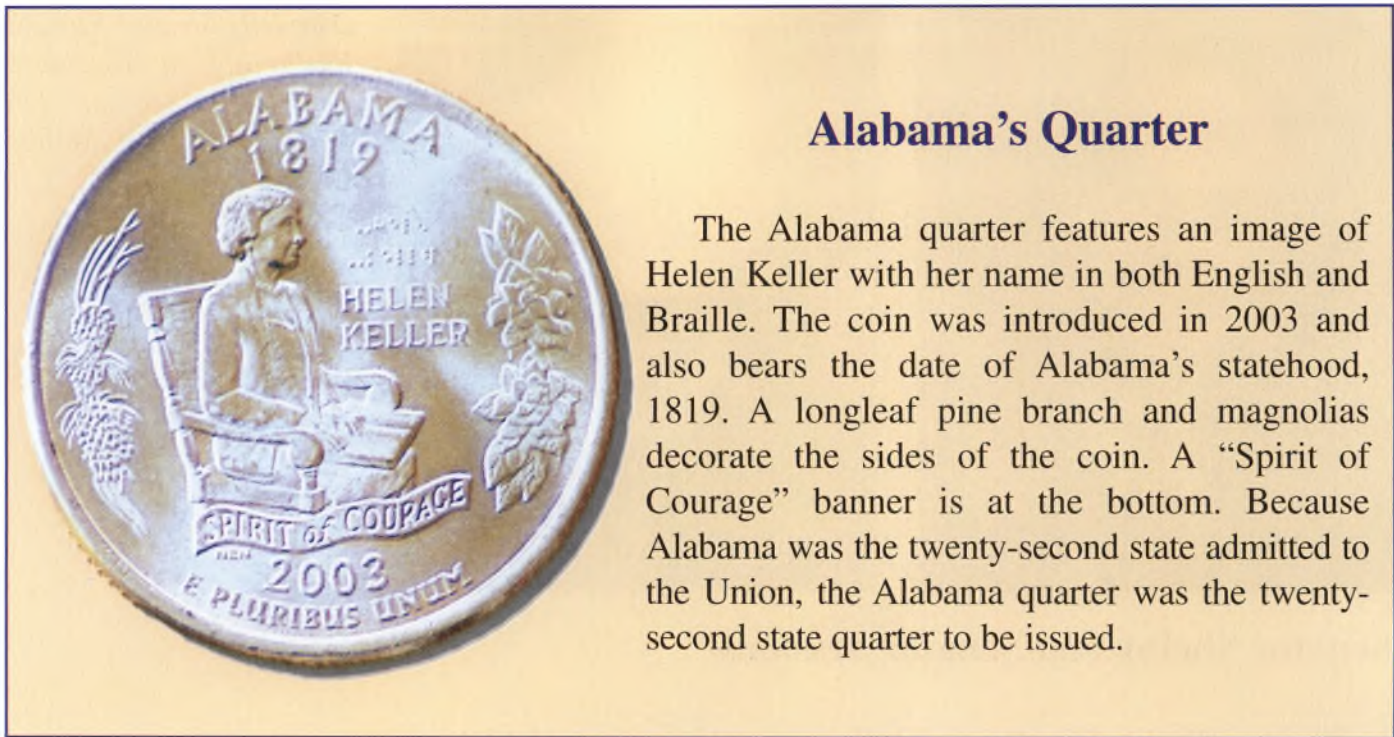 ALABAMA
1819
HELEN
KELLER
SPIRIT of COURAGE
2003
E PLURIBUS UNUM
Alabama's Quarter
The Alabama quarter features an image of
Helen Keller with her name in both English and
Braille. The coin was introduced in 2003 and
also bears the date of Alabama's statehood,
1819. A longleaf pine branch and magnolias
decorate the sides of the coin. A “Spirit of
Courage” banner is at the bottom. Because
Alabama was the twenty-second state admitted to
the Union, the Alabama quarter was the twenty-
second state quarter to be issued.